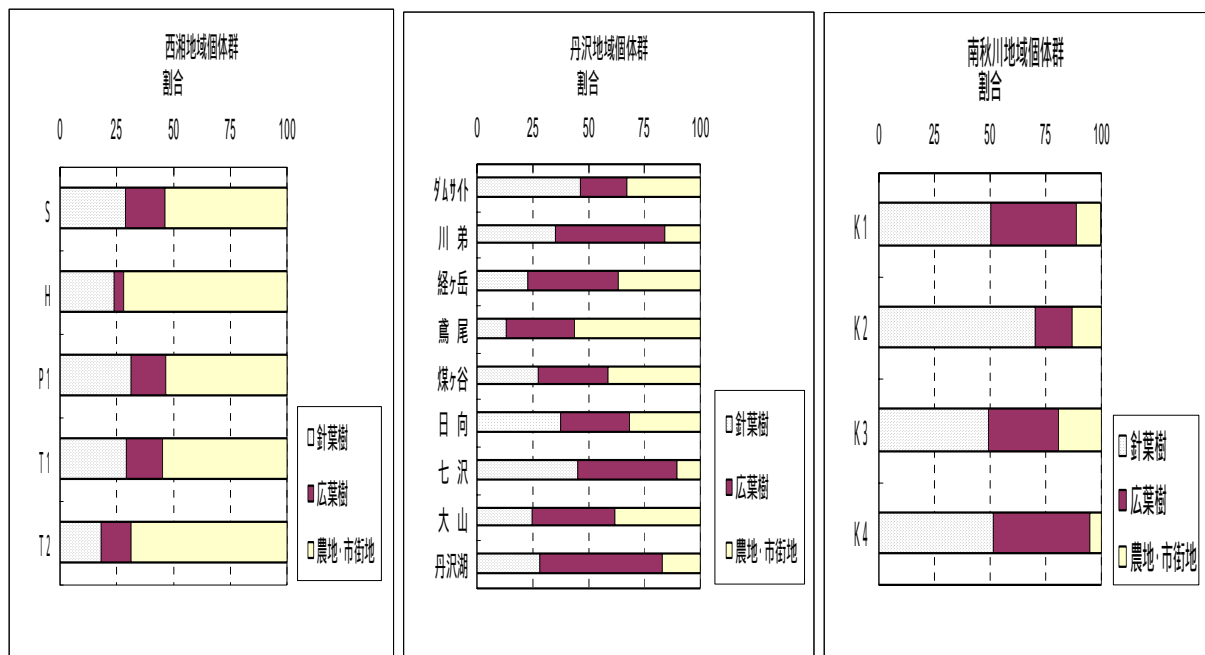 西湘地域個体群
割合
0 25 50 75 100
S
H
P1
T1
T2
針葉樹
広葉樹
農地・市街地
丹沢地域個体群
割合
0 25 50 75 100
ダムサイト
川弟
経ヶ岳
鳶尾
煤ヶ谷
日向
七沢
大山
丹沢湖
針葉樹
広葉樹
農地・市街地
南秋川地域個体群
割合
0 25 50 75 100
K1
K2
K3
K4
針葉樹
広葉樹
農地・市街地